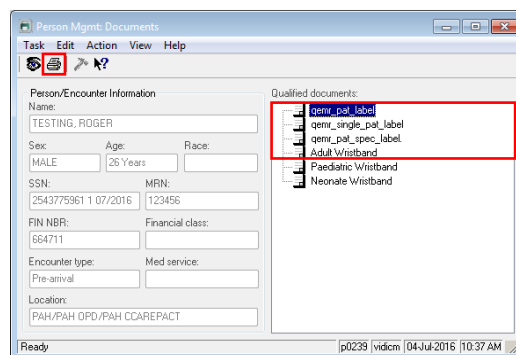 Person Mgmt: Documents
Task Edit Action View Help
Person/Encounter Information
Name:
TESTING, ROGER
Sex: Age: Race:
MALE 26 Years
SSN: MRN:
2543775961 1 07/2016 123456
FIN NBR: Financial class:
664711
Encounter type: Med service:
Pre-arrival
Location:
PAH/PAH OPD/PAH CCAREPACT
Qualified documents:
qemr_pat_label
qemr_single_pat_label
qemr_pat_spec_label.
Adult Wristband
Paediatric Wristband
Neonate Wristband
Ready p0239 vidicm 04-Jul-2016 10:37 AM